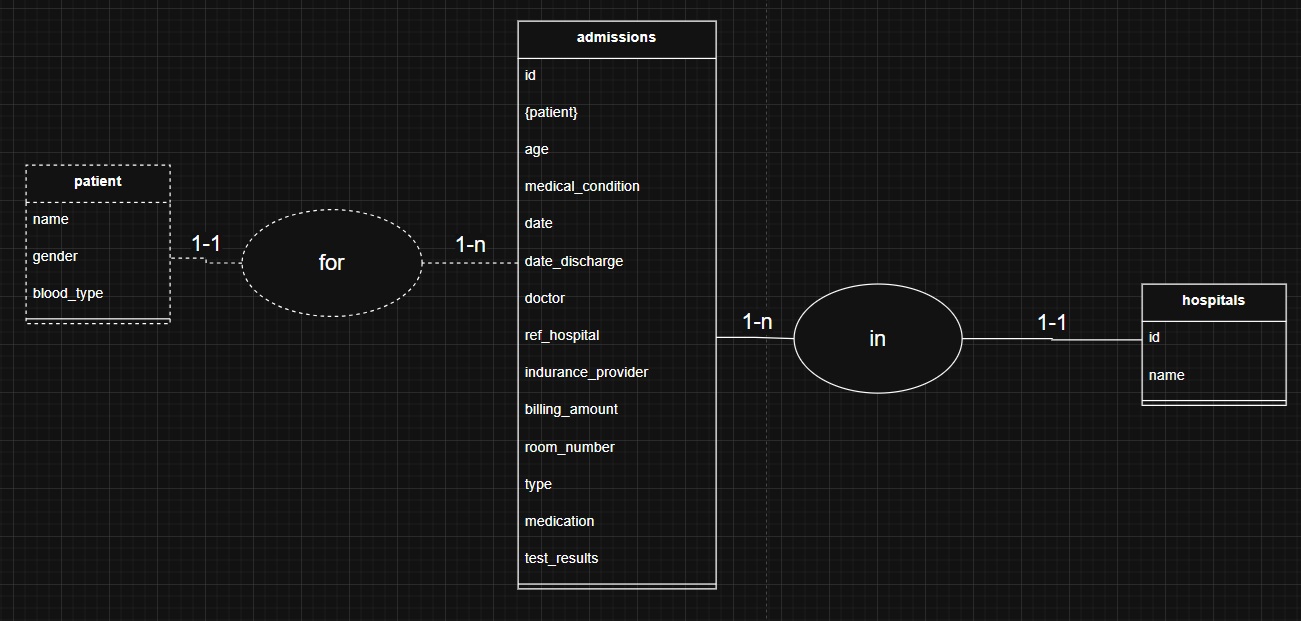 patient
name
gender
blood_type
1-1
for
1-n
admissions
id
{patient}
age
medical_condition
date
date_discharge
doctor
ref_hospital
indurance_provider
billing_amount
room_number
type
medication
test_results
1-n
in
1-1
hospitals
id
name